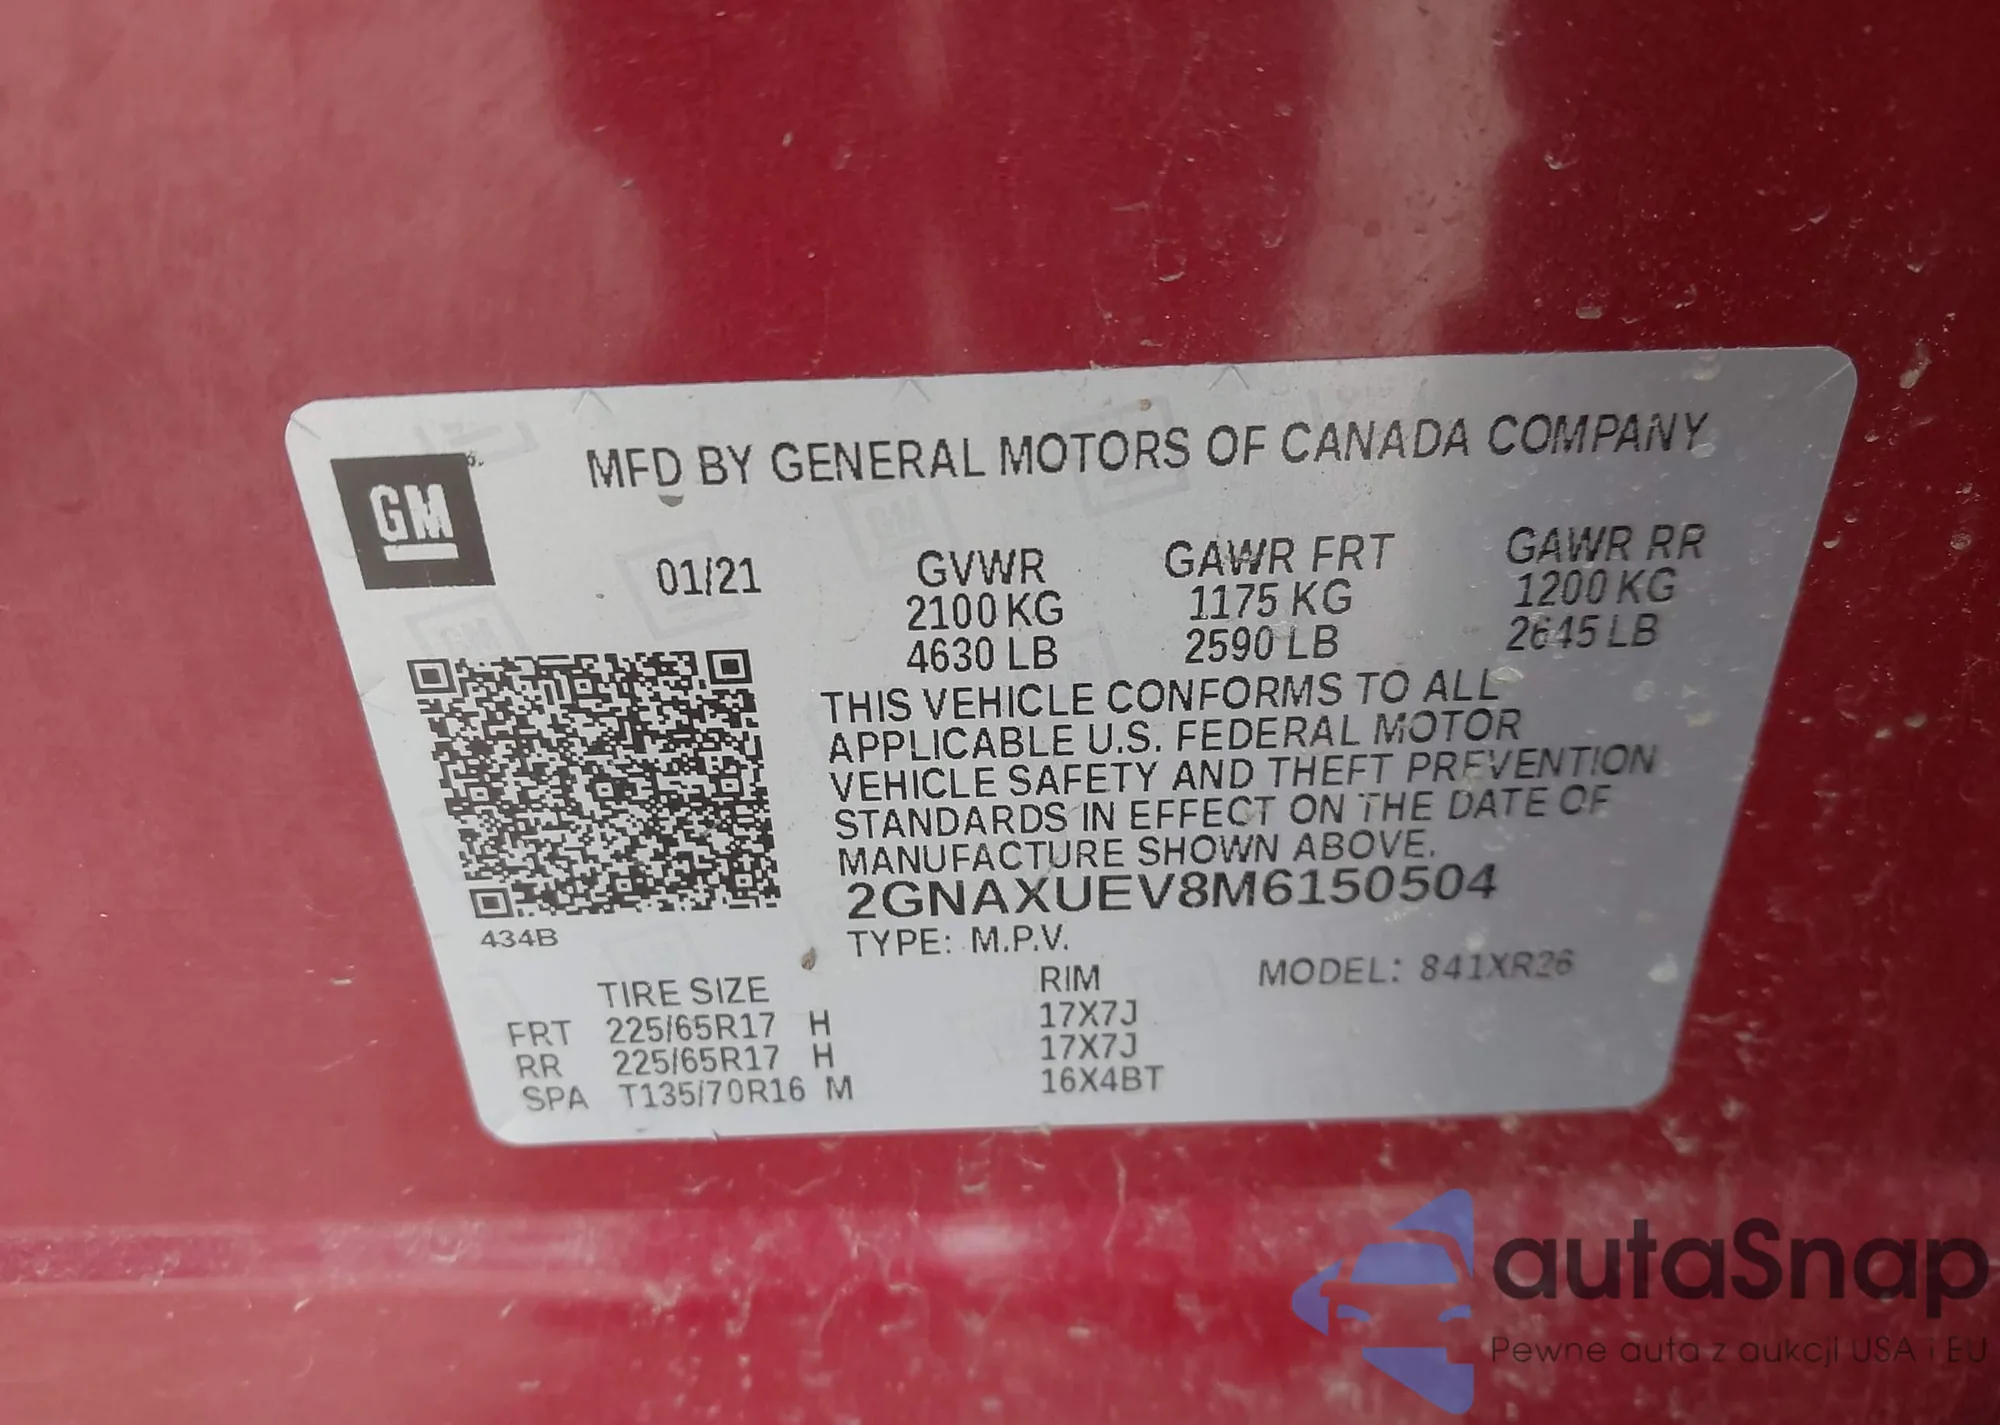 GM
MFD BY GENERAL MOTORS OF CANADA COMPANY
01/21
GVWR GAWR FRT GAWR RR
2100 KG 1175 KG 1200 KG
4630 LB 2590 LB 2645 LB
THIS VEHICLE CONFORMS TO ALL
APPLICABLE U.S. FEDERAL MOTOR
VEHICLE SAFETY AND THEFT PREVENTION
STANDARDS IN EFFECT ON THE DATE OF
MANUFACTURE SHOWN ABOVE.
2GNAXUEV8M6150504
434B
TYPE: M.P.V.
MODEL: 841XR26
TIRE SIZE RIM
FRT 225/65R17 H 17X7J
RR 225/65R17 H 17X7J
SPA T135/70R16 M 16X4BT
autaSnap
Pewne auta z aukcji USA i EU